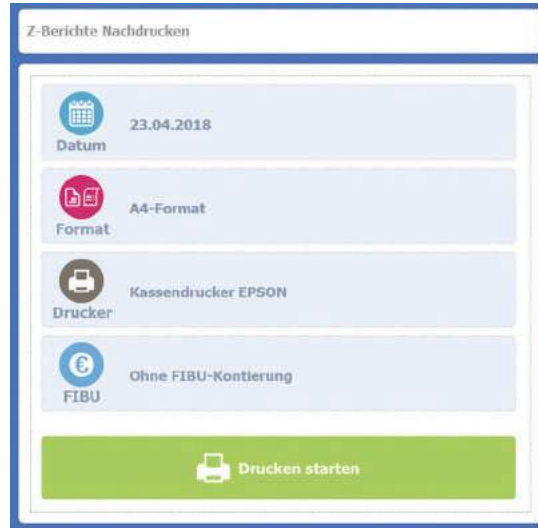 Z-Berichte Nachdrucken
23.04.2018
Datum
A4-Format
Format
Kassendrucker EPSON
Drucker
€
Ohne FIBU-Kontierung
FIBU
Drucken starten